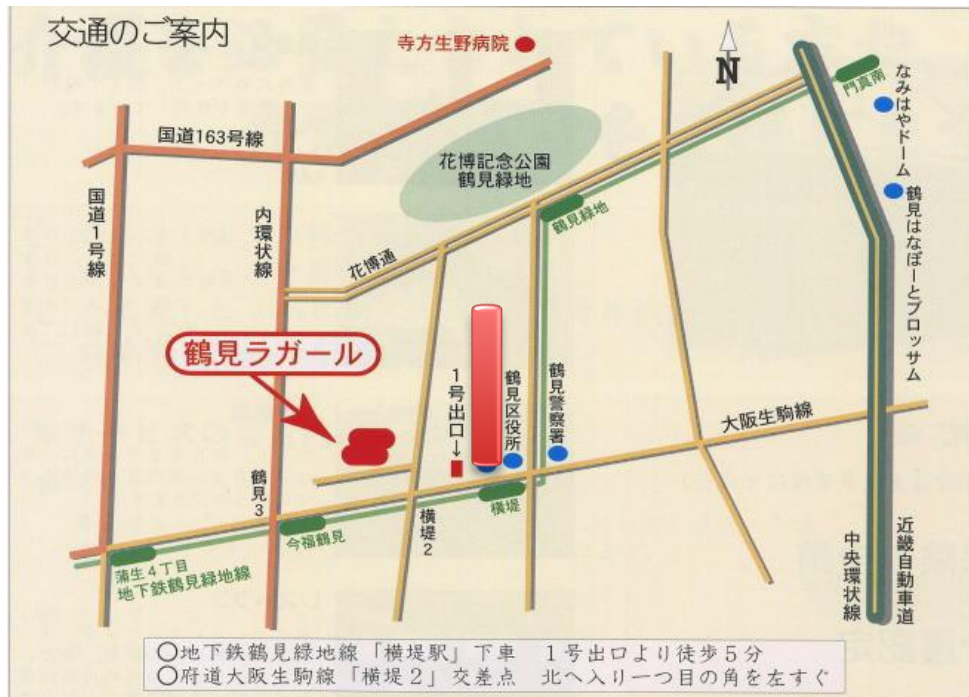 交通のご案内
寺方生野病院
N
門真南
なみはやドーム
国道163号線
花博記念公園
鶴見緑地
国道1号線
内環状線
鶴見緑地
鶴見はなぽーとブロッサム
花博通
鶴見ラガール
1号出口→
鶴見区役所
鶴見警察署
大阪生駒線
鶴見3
横堤
今福鶴見
横堤2
蒲生4丁目
地下鉄鶴見緑地線
中央環状線
近畿自動車道
○地下鉄鶴見緑地線「横堤駅」下車 1号出口より徒歩5分
○府道大阪生駒線「横堤2」交差点 北へ入り一つ目の角を左すぐ